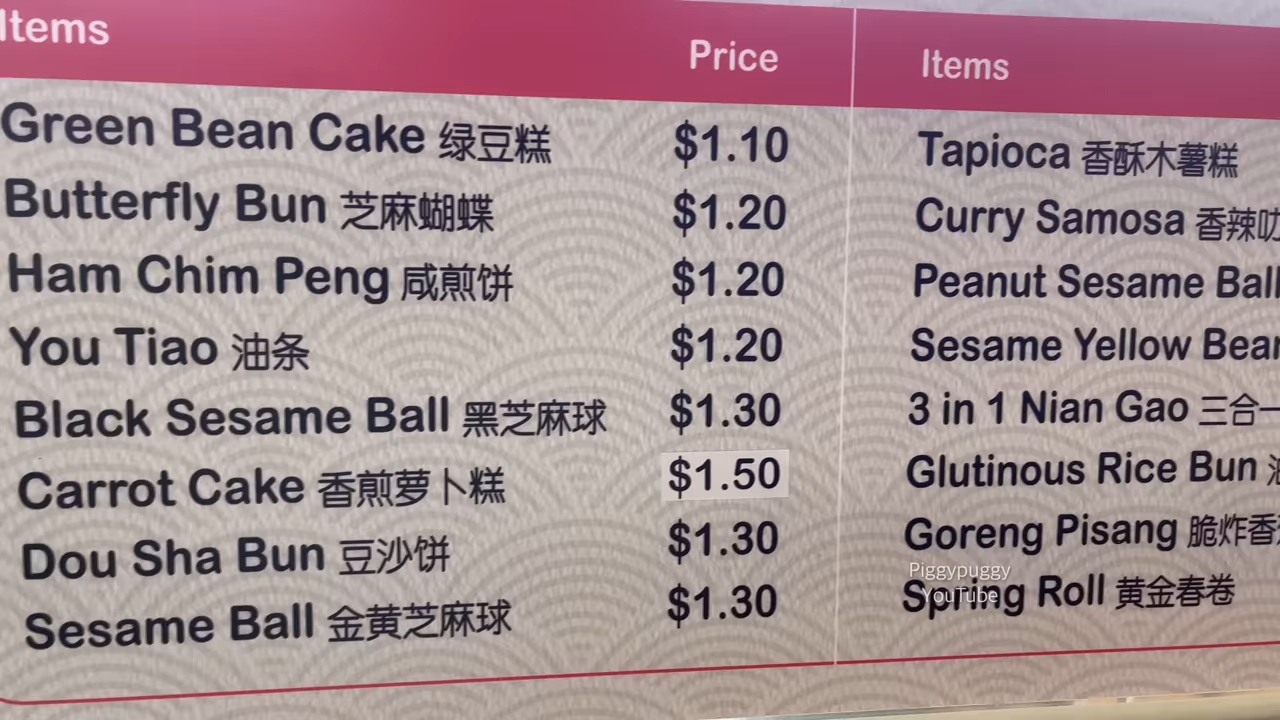 Items Price
Green Bean Cake 绿豆糕 $1.10
Butterfly Bun 芝麻蝴蝶 $1.20
Ham Chim Peng 咸煎饼 $1.20
You Tiao 油条 $1.20
Black Sesame Ball 黑芝麻球 $1.30
Carrot Cake 香煎萝卜糕 $1.50
Dou Sha Bun 豆沙饼 $1.30
Sesame Ball 金黄芝麻球 $1.30
Items
Tapioca 香酥木薯糕
Curry Samosa 香辣
Peanut Sesame Ball
Sesame Yellow Bean
3 in 1 Nian Gao 三合一
Glutinous Rice Bun
Goreng Pisang 脆炸香
Spring Roll 黄金春卷
Piggypuggy
YouTube